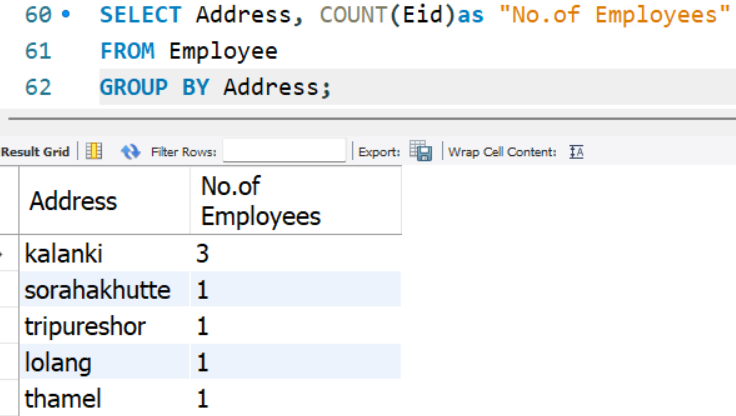 60 SELECT Address, COUNT(Eid)as "No.of Employees"
61 FROM Employee
62 GROUP BY Address;
Result Grid Filter Rows: Export: Wrap Cell Content:
Address No.of Employees
kalanki 3
sorahakhutte 1
tripureshor 1
lolang 1
thamel 1